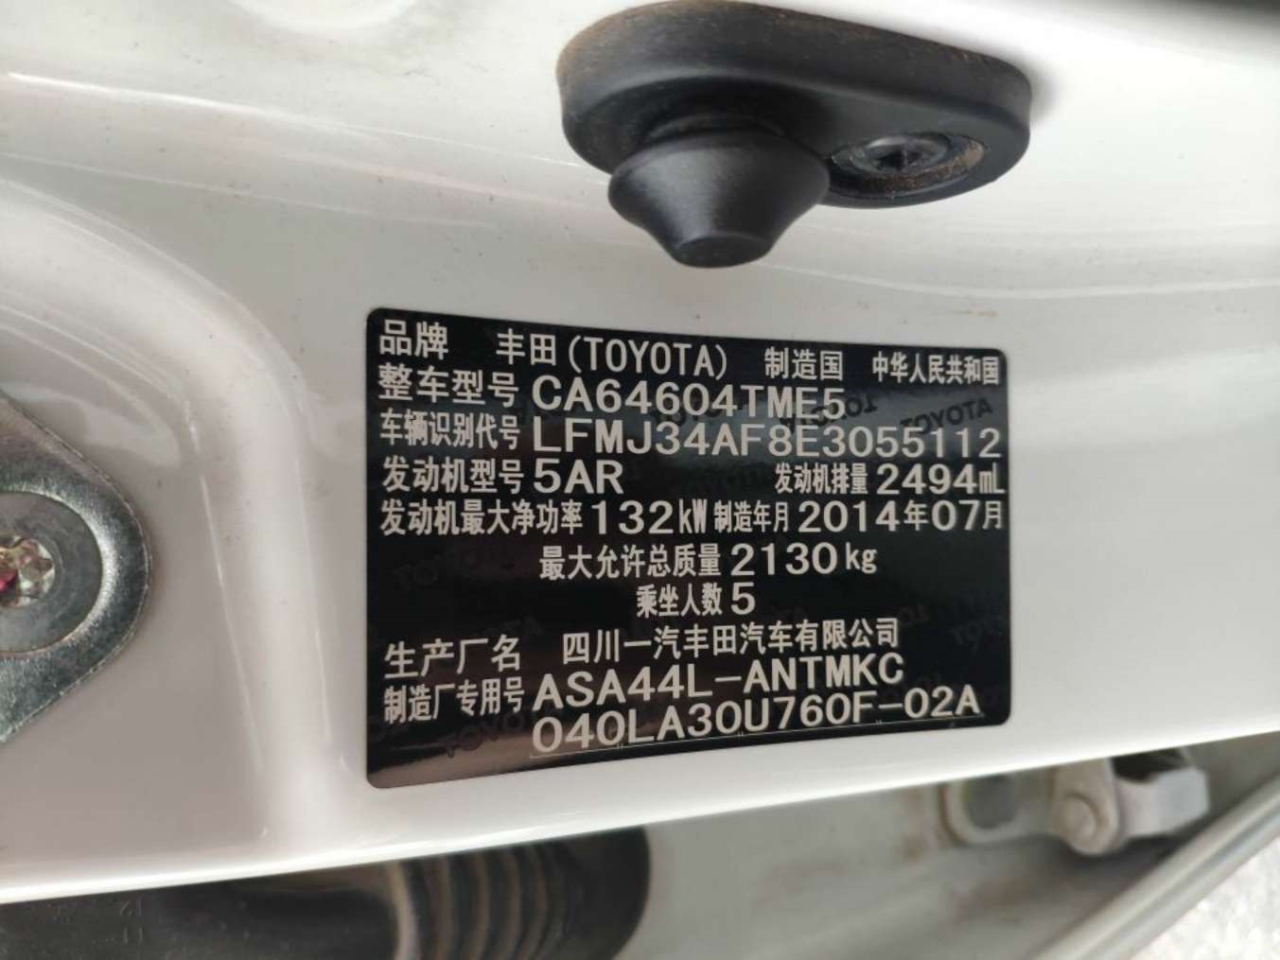 品牌 丰田(TOYOTA) 制造国 中华人民共和国
整车型号 CA64604TME5
车辆识别代号 LFMJ34AF8E3055112
发动机型号 5AR 发动机排量 2494mL
发动机最大净功率 132kW 制造年月 2014年07月
最大允许总质量 2130kg
乘坐人数 5
生产厂名 四川一汽丰田汽车有限公司
制造厂专用号 ASA44L-ANTMKC
040LA30U760F-02A